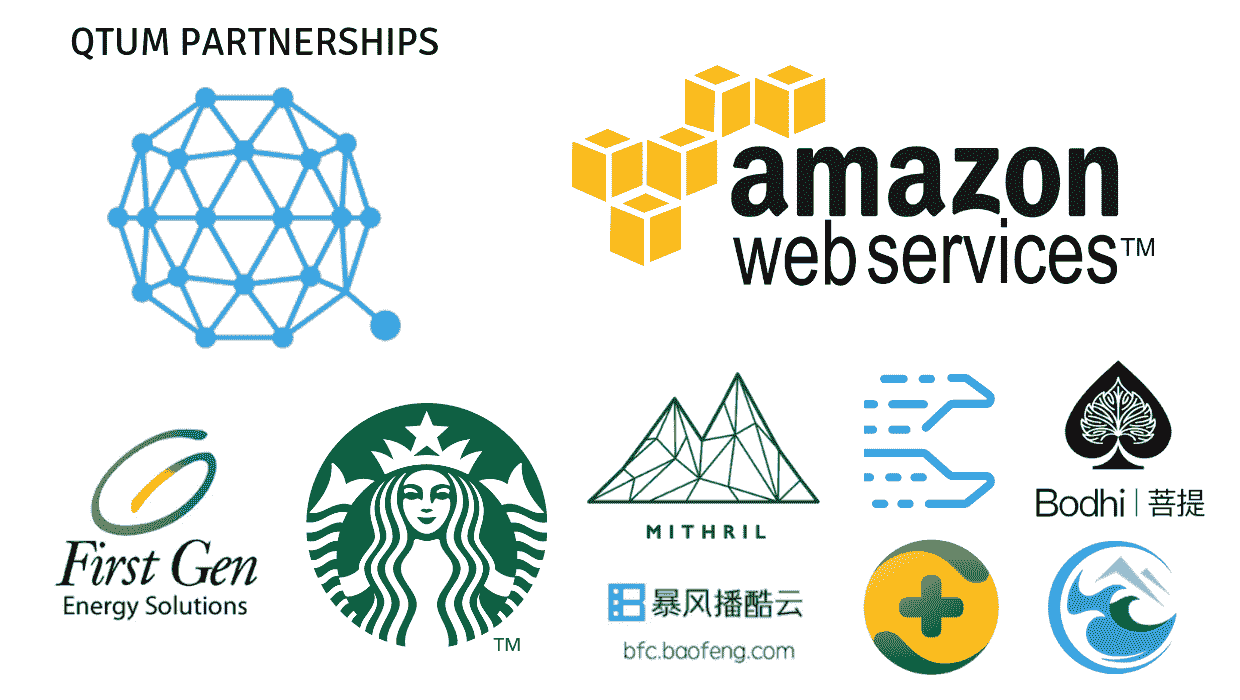 QTUM PARTNERSHIPS
amazon
web services™
First Gen
Energy Solutions
TM
MITHRIL
暴风播酷云
bfc.baofeng.com
Bodhi | 菩提